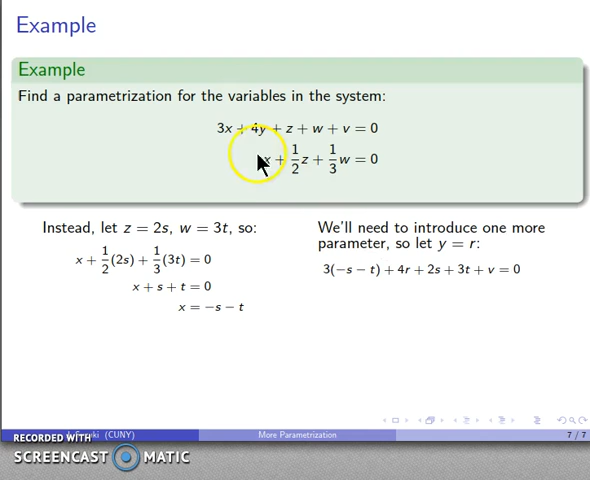 Example
Example
Find a parametrization for the variables in the system:
3x + 4y + z + w + v = 0
x + 1/2 z + 1/3 w = 0
Instead, let z = 2s, w = 3t, so:
x + 1/2 (2s) + 1/3 (3t) = 0
x + s + t = 0
x = −s − t
We'll need to introduce one more
parameter, so let y = r:
3(−s − t) + 4r + 2s + 3t + v = 0
(CUNY)
More Parametrization
7 / 7
RECORDED WITH
SCREENCAST MATIC